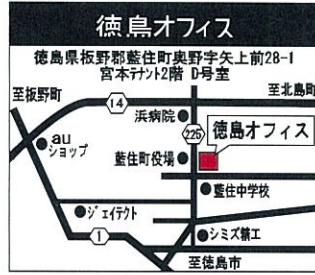 徳島オフィス
徳島県板野郡藍住町奥野字矢上前28-1
宮本テナント2階 D号室
至板野町
14
至北島町
浜病院
225
徳島オフィス
au
ショップ
藍住町役場
藍住中学校
ジェイテクト
1
シミズ精工
至徳島市